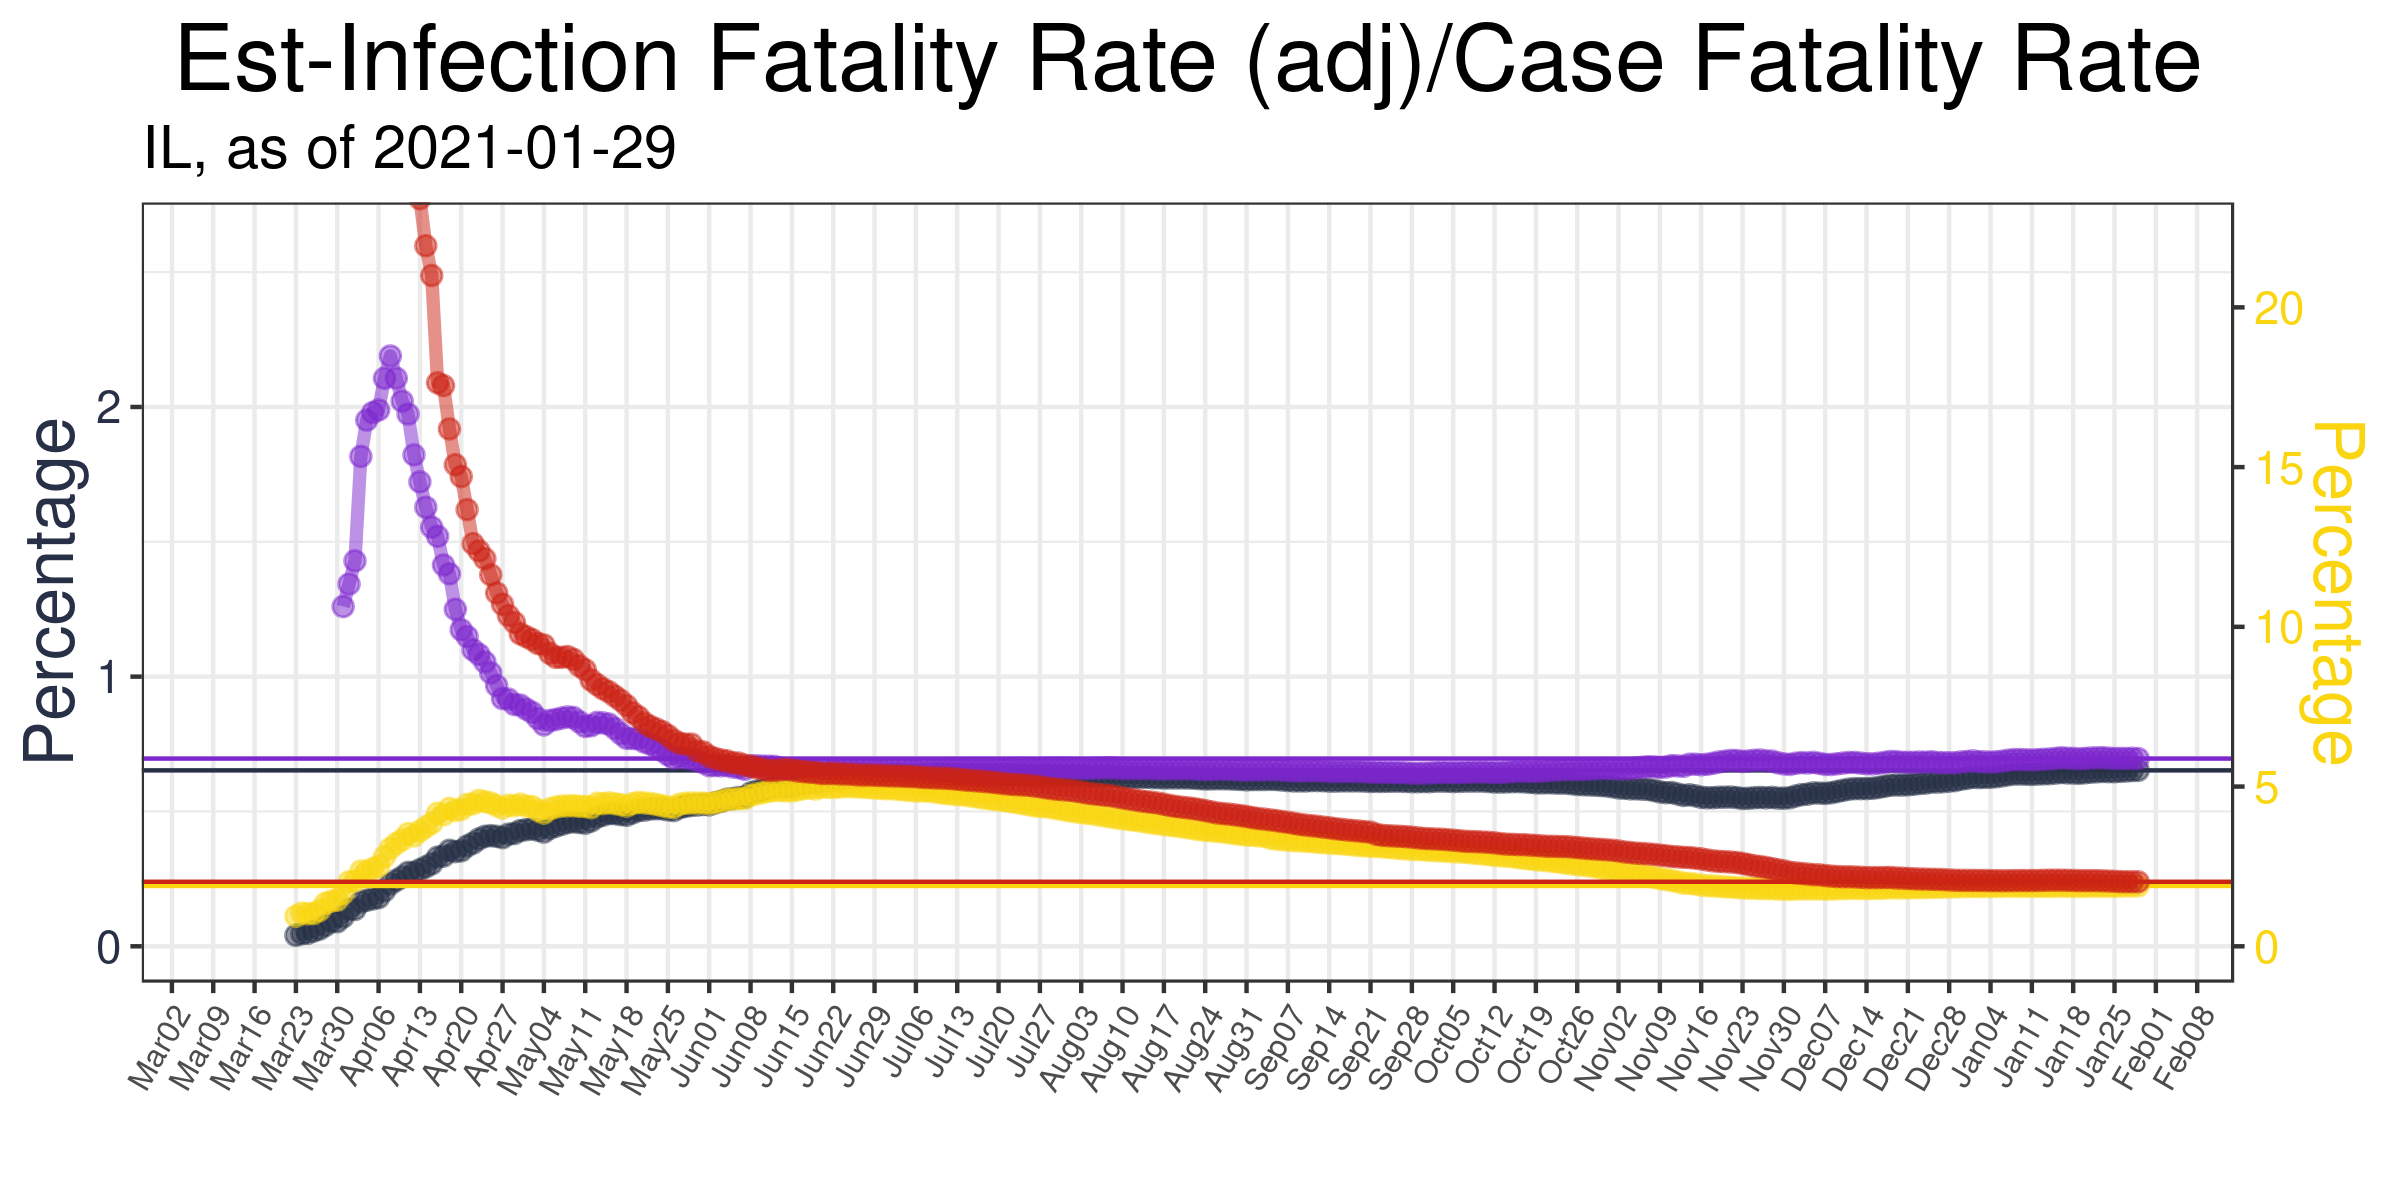 Est-Infection Fatality Rate (adj)/Case Fatality Rate
IL, as of 2021-01-29
Percentage
2
1
0
20
15
10
5
0
Percentage
Mar02
Mar09
Mar16
Mar23
Mar30
Apr06
Apr13
Apr20
Apr27
May04
May11
May18
May25
Jun01
Jun08
Jun15
Jun22
Jun29
Jul06
Jul13
Jul20
Jul27
Aug03
Aug10
Aug17
Aug24
Aug31
Sep07
Sep14
Sep21
Sep28
Oct05
Oct12
Oct19
Oct26
Nov02
Nov09
Nov16
Nov23
Nov30
Dec07
Dec14
Dec21
Dec28
Jan04
Jan11
Jan18
Jan25
Feb01
Feb08